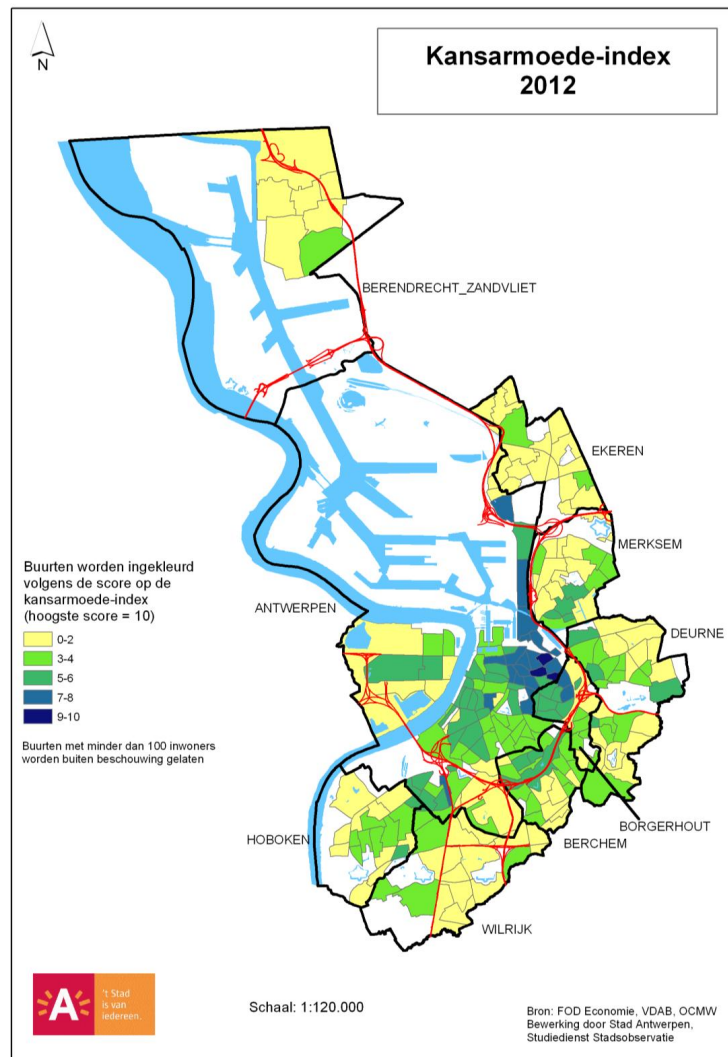 Kansarmoede-index
2012
N
BERENDRECHT_ZANDVLIET
EKEREN
MERKSEM
Buurten worden ingekleurd
volgens de score op de
kansarmoede-index
(hoogste score = 10)
0-2
3-4
5-6
7-8
9-10
Buurten met minder dan 100 inwoners
worden buiten beschouwing gelaten
ANTWERPEN
DEURNE
BORGERHOUT
HOBOKEN
BERCHEM
WILRIJK
A
't Stad
is van
iedereen.
Schaal: 1:120.000
Bron: FOD Economie, VDAB, OCMW
Bewerking door Stad Antwerpen,
Studiedienst Stadsobservatie